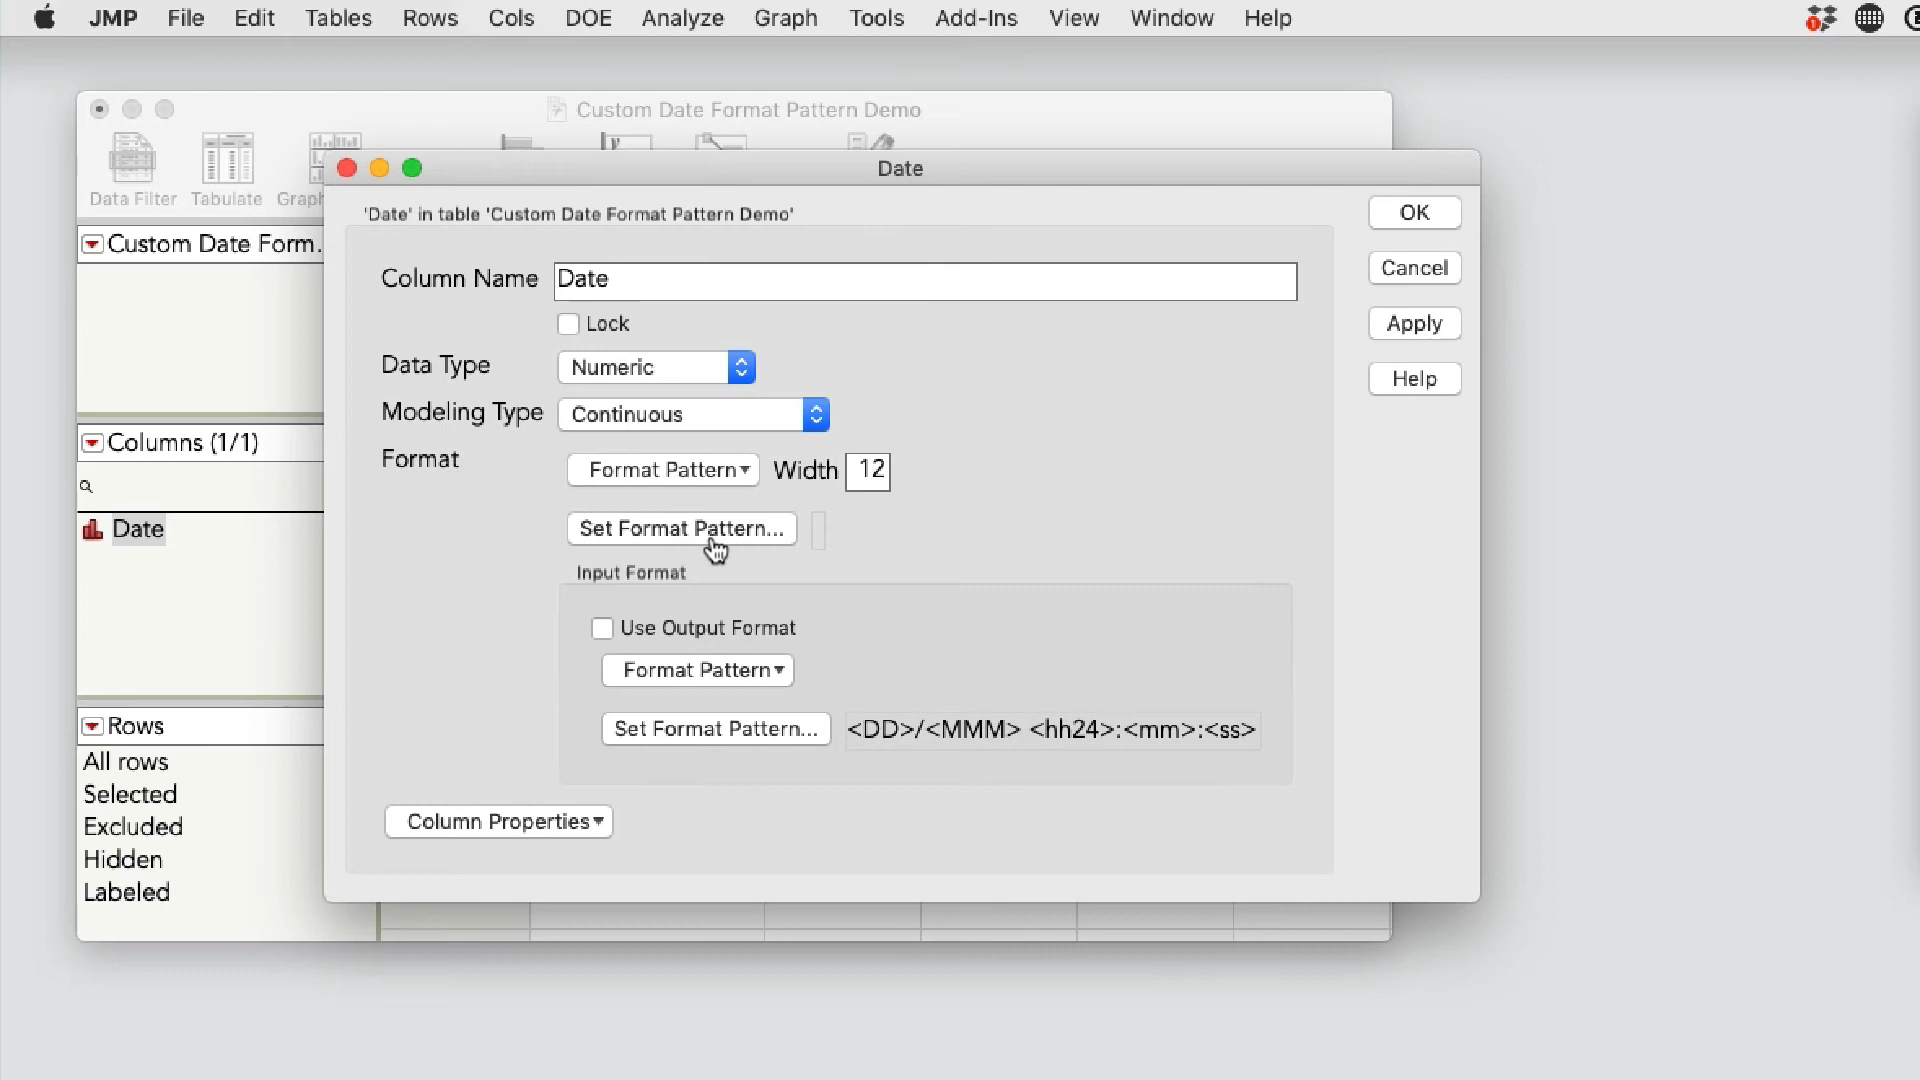 JMP File Edit Tables Rows Cols DOE Analyze Graph Tools Add-Ins View Window Help
Custom Date Format Pattern Demo
Data Filter Tabulate Graph
Date
'Date' in table 'Custom Date Format Pattern Demo'
OK
Custom Date Form...
Column Name Date
Cancel
Lock
Apply
Data Type Numeric
Help
Modeling Type Continuous
Columns (1/1)
Format Format Pattern Width 12
Date
Set Format Pattern...
Input Format
Use Output Format
Format Pattern
Rows
Set Format Pattern... <DD>/<MMM> <hh24>:<mm>:<ss>
All rows
Selected
Excluded
Column Properties
Hidden
Labeled